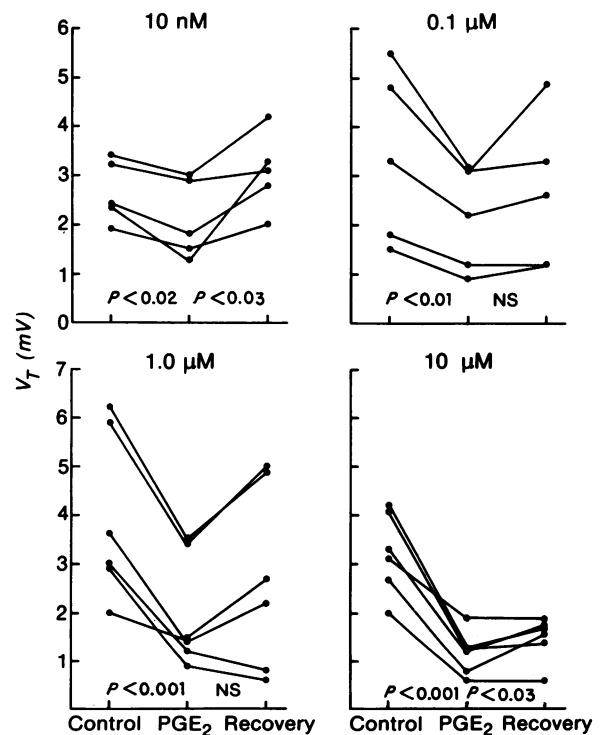 10 nM
0.1 µM
6
5
4
3
2
1
0
P<0.02 P<0.03
P<0.01 NS
V_T (mV)
1.0 µM
10 µM
7
6
5
4
3
2
1
P<0.001 NS
P<0.001 P<0.03
Control PGE₂ Recovery
Control PGE₂ Recovery